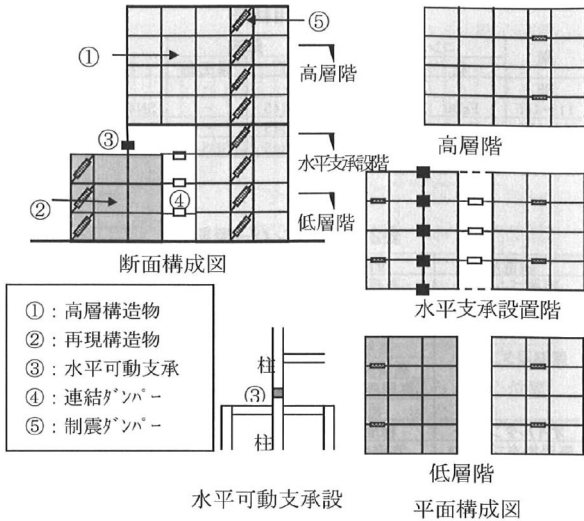 ⑤
①
高層階
高層階
③
水平支承設階
②
④
低層階
断面構成図
水平支承設置階
①：高層構造物
②：再現構造物
③：水平可動支承
④：連結ﾀﾞﾝﾊﾟｰ
⑤：制震ﾀﾞﾝﾊﾟｰ
柱
③
柱
低層階
水平可動支承設
平面構成図